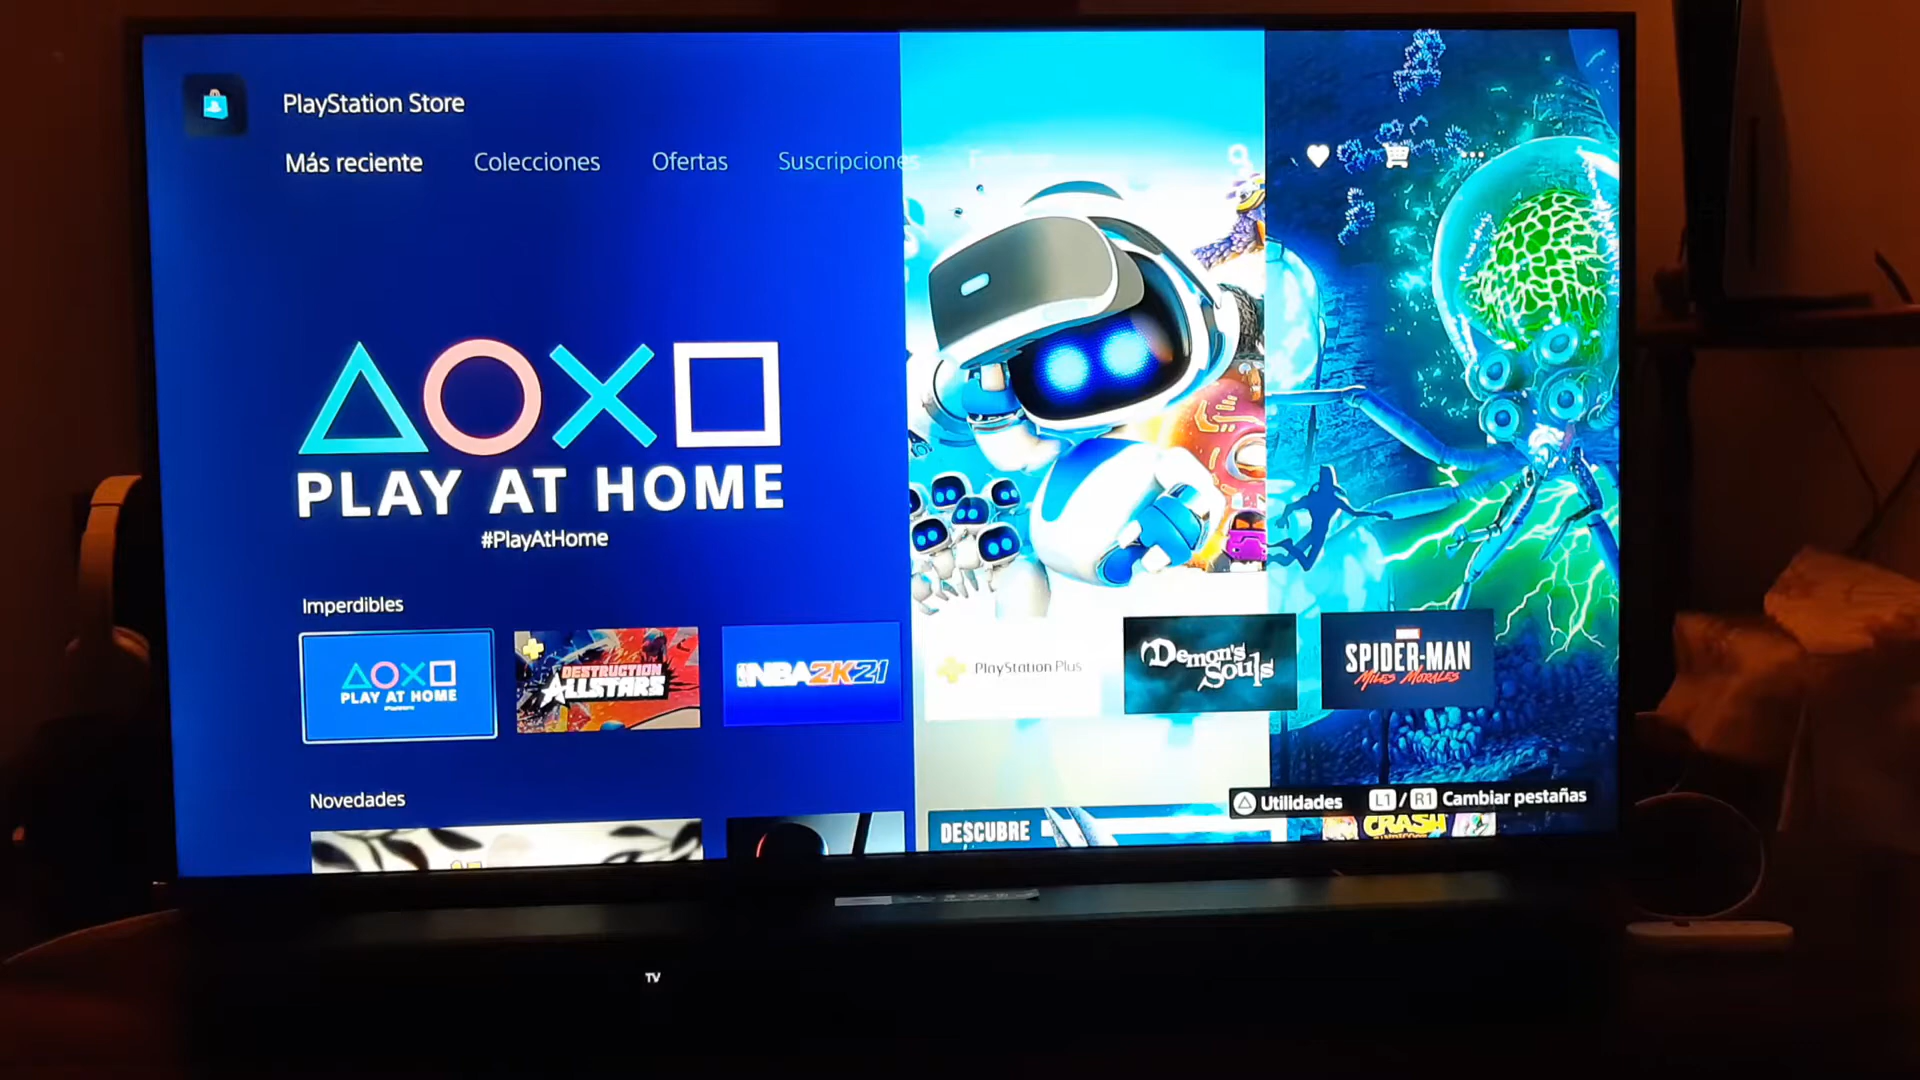 PlayStation Store
Más reciente Colecciones Ofertas Suscripciones
PLAY AT HOME
#PlayAtHome
Imperdibles
PLAY AT HOME
DESTRUCTION
ALLSTARS
NBA2K21
PlayStation Plus
Demon's
Souls
MARVEL
SPIDER-MAN
MILES MORALES
Utilidades L1 / R1 Cambiar pestañas
Novedades
DESCUBRE
CRASH
TV